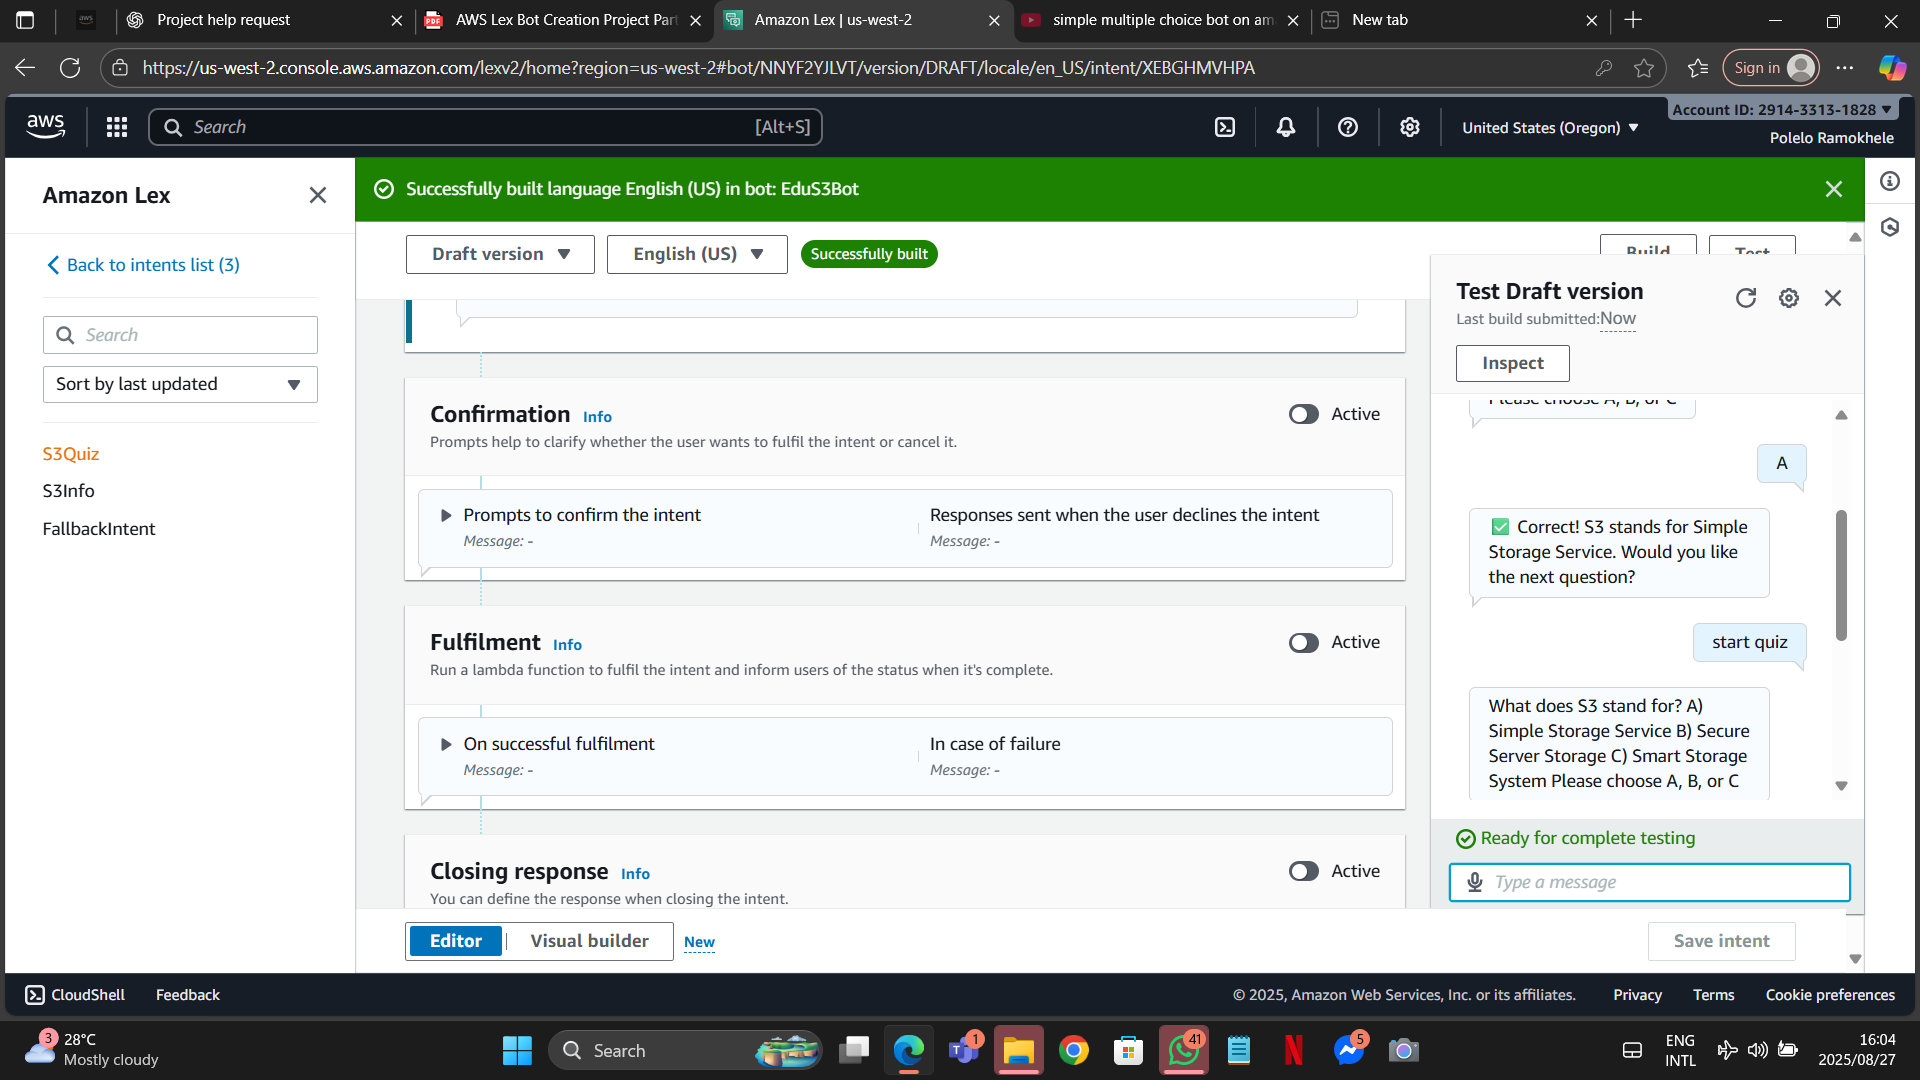 Project help request
AWS Lex Bot Creation Project Part
Amazon Lex | us-west-2
simple multiple choice bot on am
New tab
https://us-west-2.console.aws.amazon.com/lexv2/home?region=us-west-2#bot/NNYF2YJLVT/version/DRAFT/locale/en_US/intent/XEBGHMVHPA
Sign in
aws
Search
[Alt+S]
United States (Oregon)
Account ID: 2914-3313-1828
Polelo Ramokhele
Amazon Lex
Back to intents list (3)
Search
Sort by last updated
S3Quiz
S3Info
FallbackIntent
Successfully built language English (US) in bot: EduS3Bot
Draft version
English (US)
Successfully built
Build
Test
Confirmation Info
Active
Prompts help to clarify whether the user wants to fulfil the intent or cancel it.
Prompts to confirm the intent
Message: -
Responses sent when the user declines the intent
Message: -
Fulfilment Info
Active
Run a lambda function to fulfil the intent and inform users of the status when it's complete.
On successful fulfilment
Message: -
In case of failure
Message: -
Closing response Info
Active
You can define the response when closing the intent.
Editor
Visual builder
New
Save intent
Test Draft version
Last build submitted:Now
Inspect
Please choose A, B, or C
A
✅ Correct! S3 stands for Simple
Storage Service. Would you like
the next question?
start quiz
What does S3 stand for? A)
Simple Storage Service B) Secure
Server Storage C) Smart Storage
System Please choose A, B, or C
Ready for complete testing
Type a message
CloudShell
Feedback
© 2025, Amazon Web Services, Inc. or its affiliates.
Privacy
Terms
Cookie preferences
3
28°C
Mostly cloudy
Search
1
41
5
ENG
INTL
16:04
2025/08/27